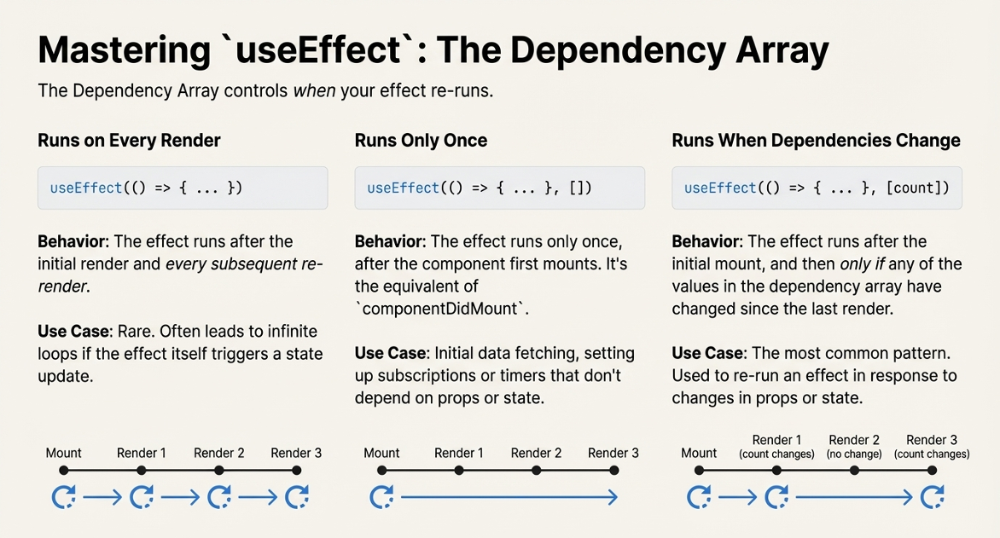 Mastering `useEffect`: The Dependency Array
The Dependency Array controls when your effect re-runs.
Runs on Every Render
useEffect(() => { ... })
Behavior: The effect runs after the
initial render and every subsequent re-
render.
Use Case: Rare. Often leads to infinite
loops if the effect itself triggers a state
update.
Mount Render 1 Render 2 Render 3
Runs Only Once
useEffect(() => { ... }, [])
Behavior: The effect runs only once,
after the component first mounts. It's
the equivalent of
`componentDidMount`.
Use Case: Initial data fetching, setting
up subscriptions or timers that don't
depend on props or state.
Mount Render 1 Render 2 Render 3
Runs When Dependencies Change
useEffect(() => { ... }, [count])
Behavior: The effect runs after the
initial mount, and then only if any of the
values in the dependency array have
changed since the last render.
Use Case: The most common pattern.
Used to re-run an effect in response to
changes in props or state.
Render 1 Render 2 Render 3
Mount (count changes) (no change) (count changes)